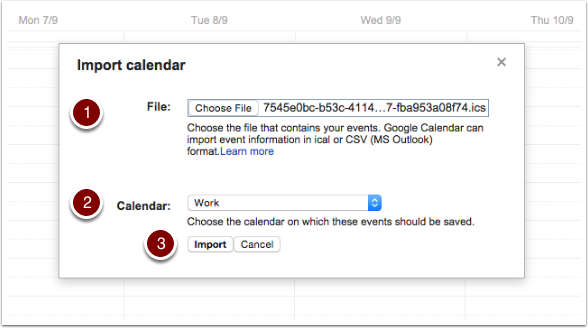 Mon 7/9 Tue 8/9 Wed 9/9 Thu 10/9
Import calendar ×
1 File: Choose File 7545e0bc-b53c-4114…7-fba953a08f74.ics
Choose the file that contains your events. Google Calendar can
import event information in ical or CSV (MS Outlook)
format.Learn more
2 Calendar: Work
Choose the calendar on which these events should be saved.
3 Import Cancel